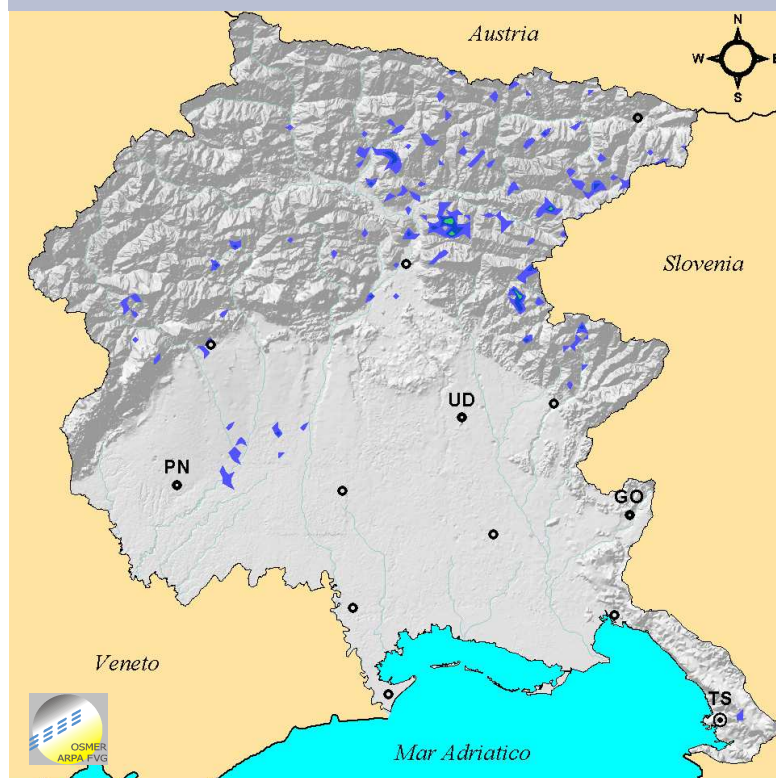 Austria
N
W
E
S
Slovenia
UD
PN
GO
Veneto
TS
OSMER
ARPA FVG
Mar Adriatico